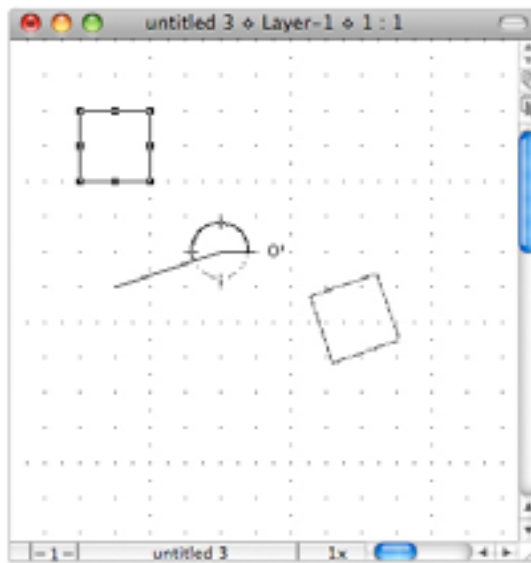 untitled 3 ⋄ Layer-1 ⋄ 1 : 1
0'
-1-
untitled 3
1x